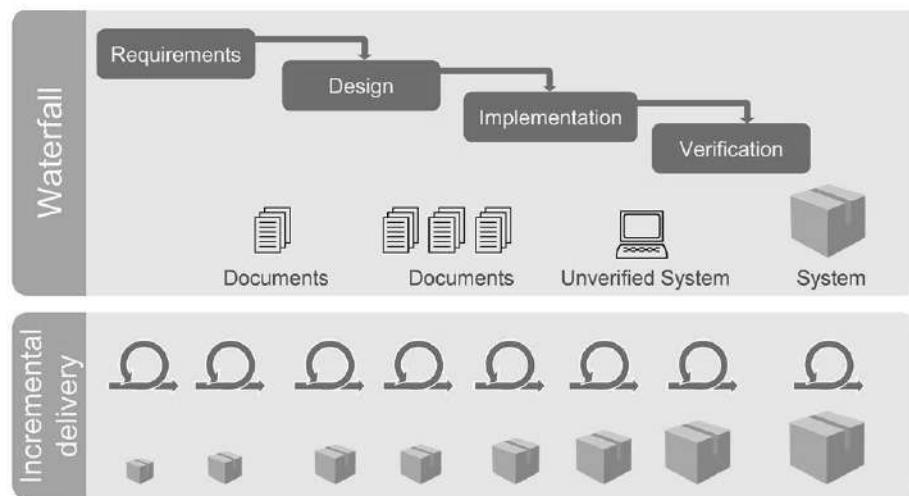 Waterfall
Requirements
Design
Implementation
Verification
Documents
Documents
Unverified System
System
Incremental
delivery